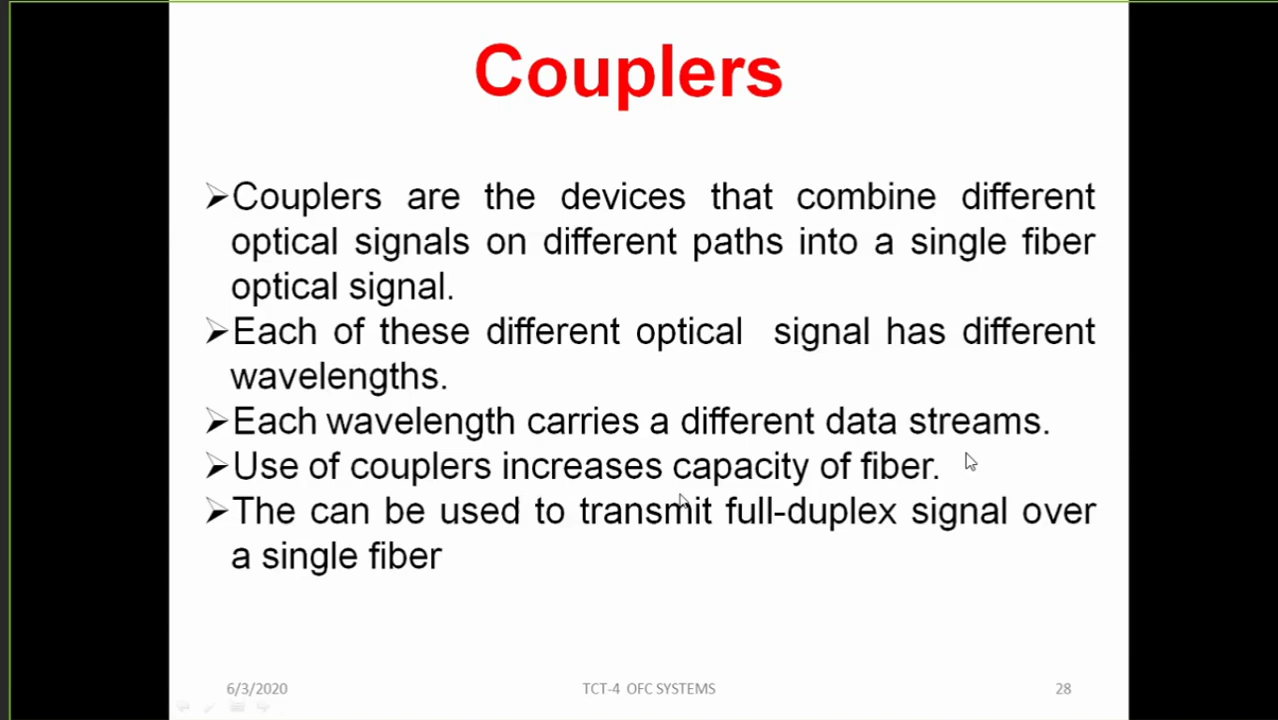 Couplers
➢Couplers are the devices that combine different
optical signals on different paths into a single fiber
optical signal.
➢Each of these different optical signal has different
wavelengths.
➢Each wavelength carries a different data streams.
➢Use of couplers increases capacity of fiber.
➢The can be used to transmit full-duplex signal over
a single fiber
6/3/2020 TCT-4 OFC SYSTEMS 28